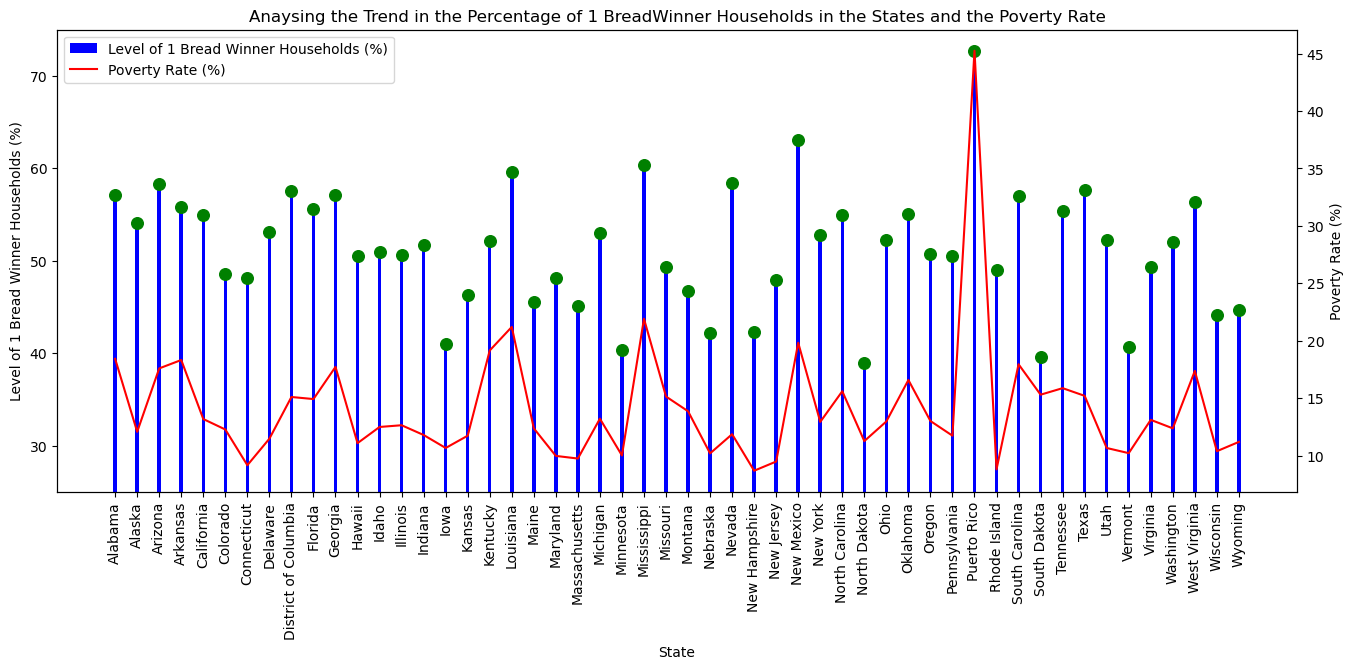 Anaysing the Trend in the Percentage of 1 BreadWinner Households in the States and the Poverty Rate
Level of 1 Bread Winner Households (%)
Poverty Rate (%)
Level of 1 Bread Winner Households (%)
70
60
50
40
30
45
40
35
30
25
20
15
10
Poverty Rate (%)
Alabama
Alaska
Arizona
Arkansas
California
Colorado
Connecticut
Delaware
District of Columbia
Florida
Georgia
Hawaii
Idaho
Illinois
Indiana
Iowa
Kansas
Kentucky
Louisiana
Maine
Maryland
Massachusetts
Michigan
Minnesota
Mississippi
Missouri
Montana
Nebraska
Nevada
New Hampshire
New Jersey
New Mexico
New York
North Carolina
North Dakota
Ohio
Oklahoma
Oregon
Pennsylvania
Puerto Rico
Rhode Island
South Carolina
South Dakota
Tennessee
Texas
Utah
Vermont
Virginia
Washington
West Virginia
Wisconsin
Wyoming
State